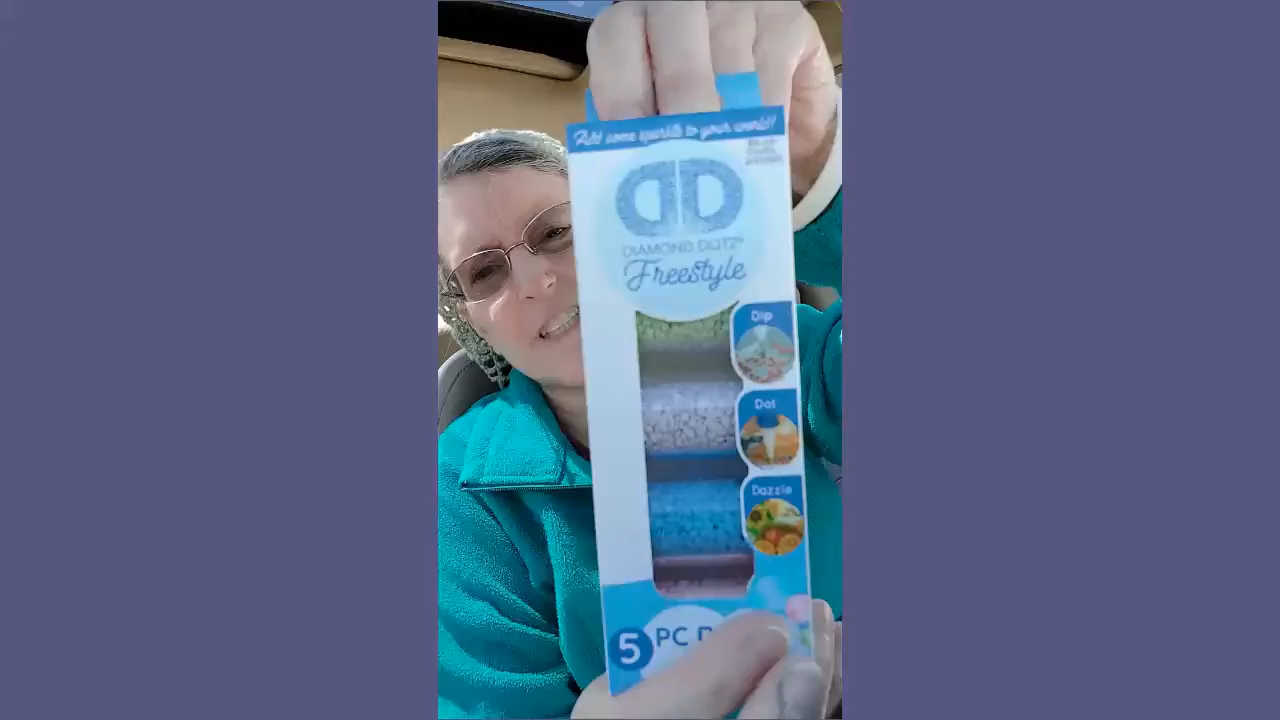 Add some sparkle to your world!
DD
DIAMOND DOTZ®
Freestyle
Dip
Dot
Dazzle
5 PC D